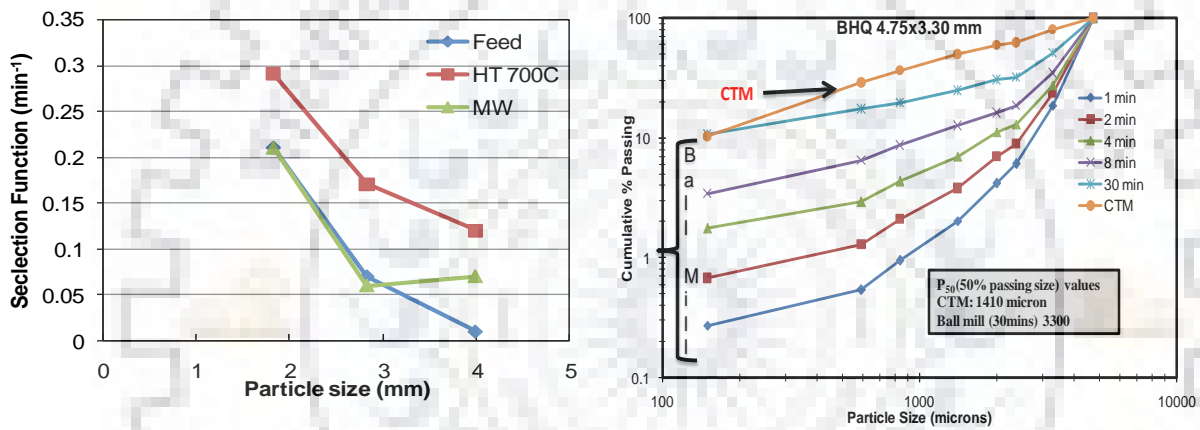 0.35
0.3
0.25
0.2
0.15
0.1
0.05
0
0 1 2 3 4 5
Seclection Function (min-1)
Particle size (mm)
Feed
HT 700C
MW
BHQ 4.75x3.30 mm
100
10
1
0.1
100 1000 10000
Cumulative % Passing
Particle Size (microns)
CTM
Ball Mill
1 min
2 min
4 min
8 min
30 min
CTM
P50(50% passing size) values
CTM: 1410 micron
Ball mill (30mins) 3300